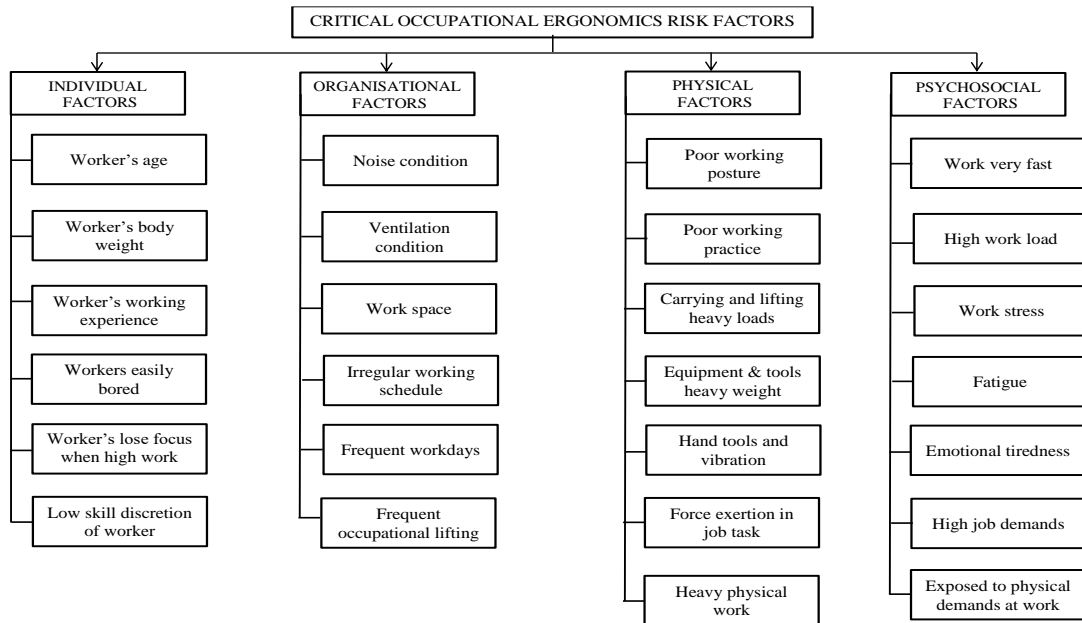 CRITICAL OCCUPATIONAL ERGONOMICS RISK FACTORS
INDIVIDUAL
FACTORS
Worker's age
Worker's body
weight
Worker's working
experience
Workers easily
bored
Worker's lose focus
when high work
Low skill discretion
of worker
ORGANISATIONAL
FACTORS
Noise condition
Ventilation
condition
Work space
Irregular working
schedule
Frequent workdays
Frequent
occupational lifting
PHYSICAL
FACTORS
Poor working
posture
Poor working
practice
Carrying and lifting
heavy loads
Equipment & tools
heavy weight
Hand tools and
vibration
Force exertion in
job task
Heavy physical
work
PSYCHOSOCIAL
FACTORS
Work very fast
High work load
Work stress
Fatigue
Emotional tiredness
High job demands
Exposed to physical
demands at work